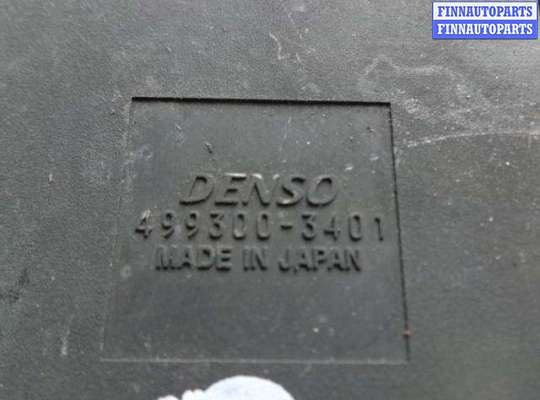 FINNAUTOPARTS
FINNAUTOPARTS
DENSO
499300-3401
MADE IN JAPAN